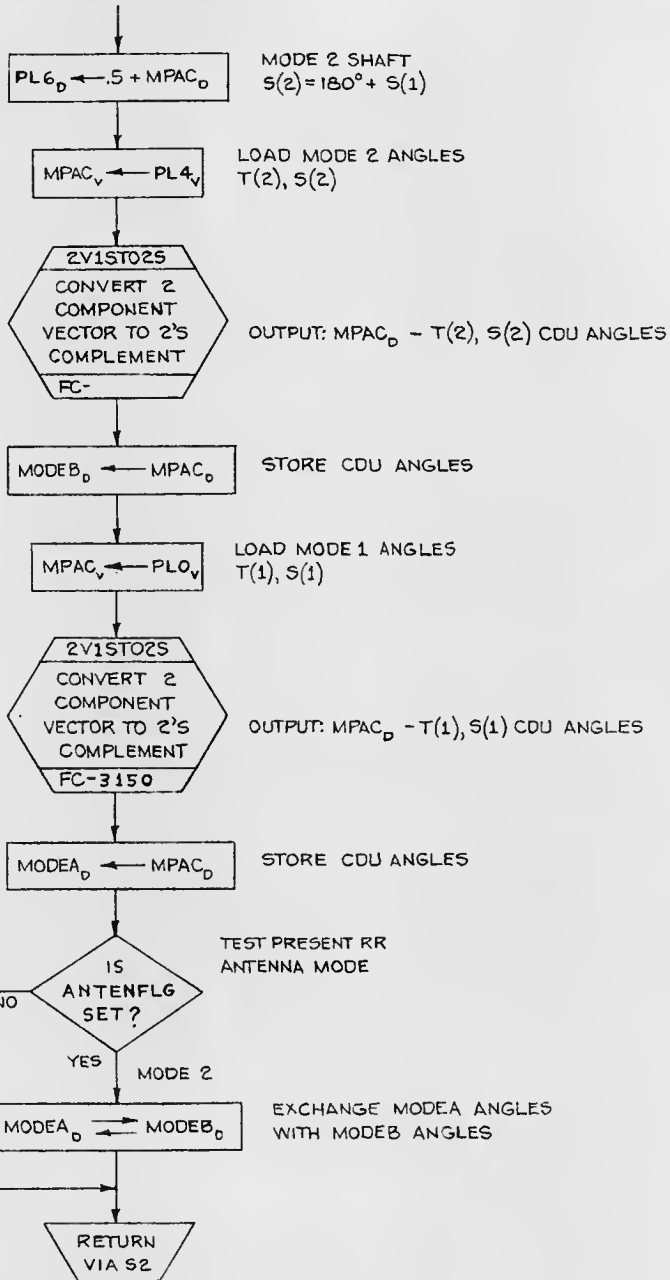 PL6D ← .5 + MPACD
MODE 2 SHAFT
S(2) = 180° + S(1)
MPACV ← PL4V
LOAD MODE 2 ANGLES
T(2), S(2)
2V1STO2S
CONVERT 2
COMPONENT
VECTOR TO 2'S
COMPLEMENT
FC-
OUTPUT: MPACD - T(2), S(2) CDU ANGLES
MODEBD ← MPACD
STORE CDU ANGLES
MPACV ← PL0V
LOAD MODE 1 ANGLES
T(1), S(1)
2V1STO2S
CONVERT 2
COMPONENT
VECTOR TO 2'S
COMPLEMENT
FC-3150
OUTPUT: MPACD - T(1), S(1) CDU ANGLES
MODEAD ← MPACD
STORE CDU ANGLES
TEST PRESENT RR
ANTENNA MODE
IS
ANTENFLG
SET?
NO
YES
MODE 2
MODEAD ⇄ MODEBD
EXCHANGE MODEA ANGLES
WITH MODEB ANGLES
RETURN
VIA S2